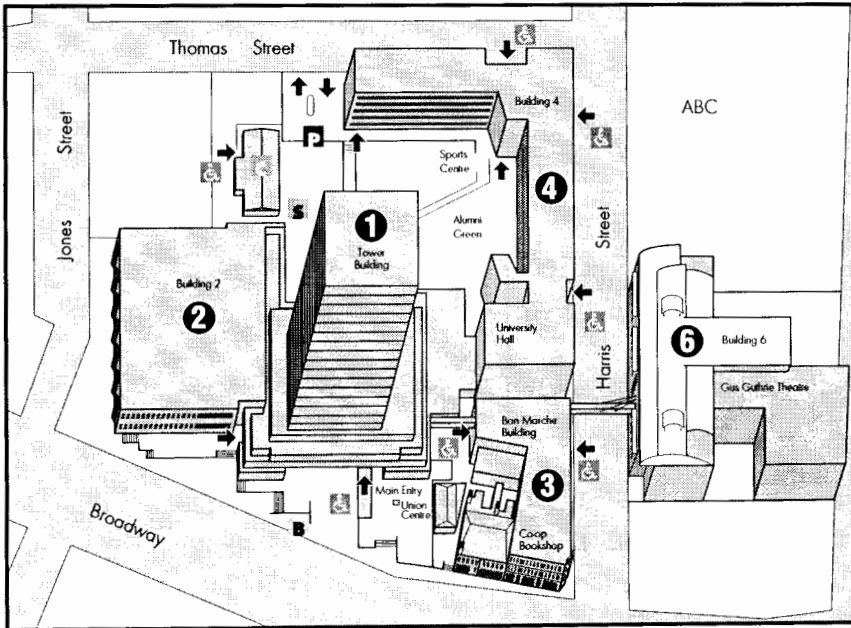 Thomas Street
Building 4
ABC
Jones Street
P
Sports
Centre
C
4
S
1
Alumni
Green
Harris Street
Tower
Building
Building 2
2
University
Hall
6
Building 6
Gus Guthrie Theatre
Bon Marche
Building
3
Main Entry
Union
Centre
Broadway
B
Co-op
Bookshop